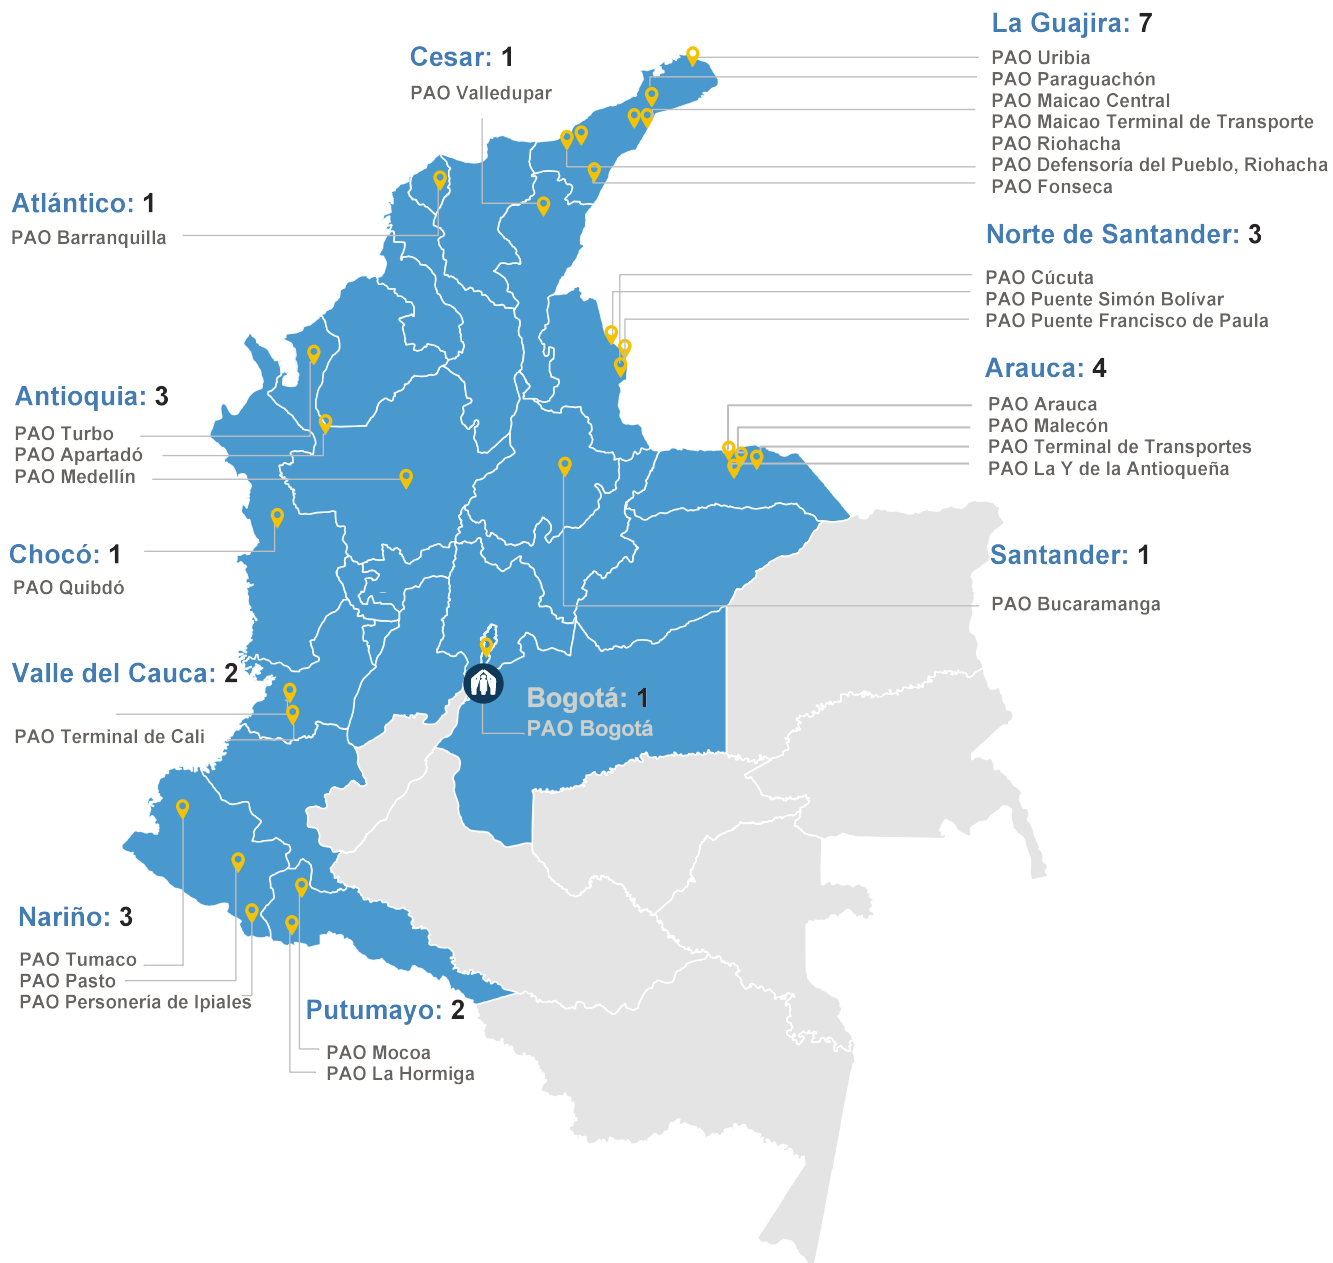 La Guajira: 7
PAO Uribia
PAO Paraguachón
PAO Maicao Central
PAO Maicao Terminal de Transporte
PAO Riohacha
PAO Defensoría del Pueblo, Riohacha
PAO Fonseca
Cesar: 1
PAO Valledupar
Atlántico: 1
PAO Barranquilla
Norte de Santander: 3
PAO Cúcuta
PAO Puente Simón Bolívar
PAO Puente Francisco de Paula
Arauca: 4
PAO Arauca
PAO Malecón
PAO Terminal de Transportes
PAO La Y de la Antioqueña
Antioquia: 3
PAO Turbo
PAO Apartadó
PAO Medellín
Chocó: 1
PAO Quibdó
Santander: 1
PAO Bucaramanga
Valle del Cauca: 2
PAO Terminal de Cali
Bogotá: 1
PAO Bogotá
Nariño: 3
PAO Tumaco
PAO Pasto
PAO Personería de Ipiales
Putumayo: 2
PAO Mocoa
PAO La Hormiga